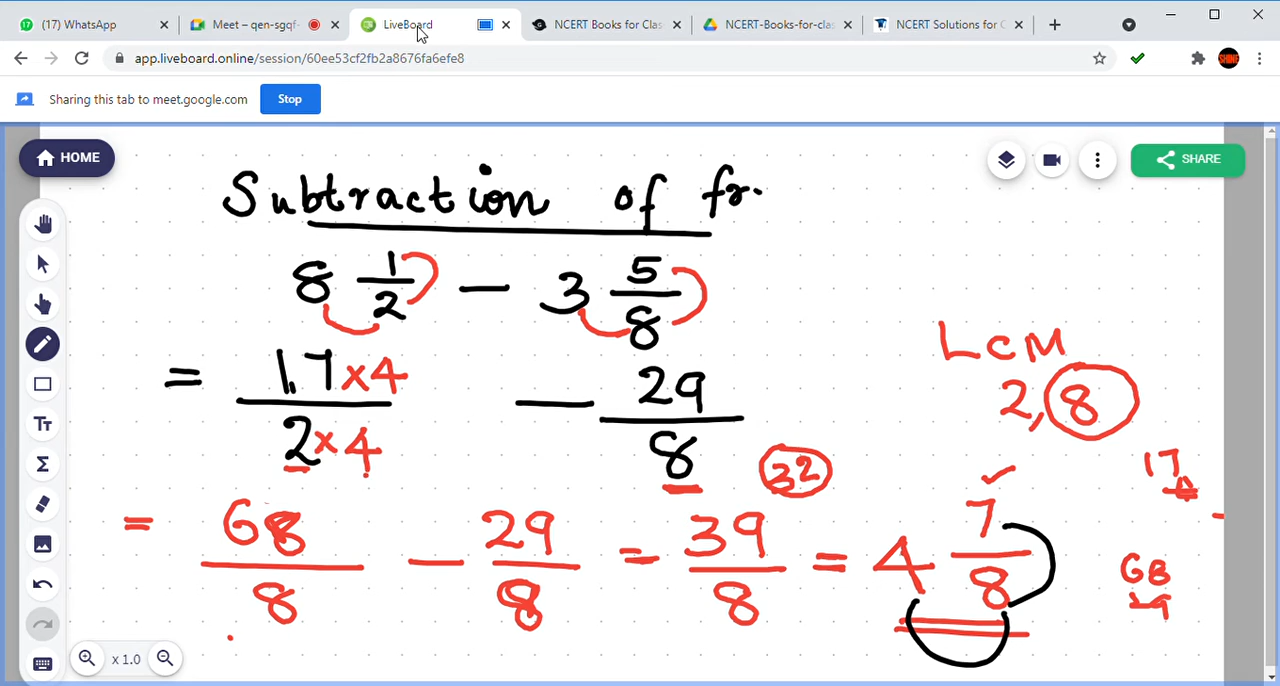 (17) WhatsApp
Meet – qen-sgqf-
LiveBoard
NCERT Books for Clas
NCERT-Books-for-clas
NCERT Solutions for C
app.liveboard.online/session/60ee53cf2fb2a8676fa6efe8
SHINE
Sharing this tab to meet.google.com Stop
HOME
SHARE
Subtraction of fr.
8 1/2 − 3 5/8
LCM
2, 8
= 17×4/2×4 − 29/8
32
17
= 68/8 − 29/8 = 39/8 = 4 7/8
68
Tт
Σ
x 1.0